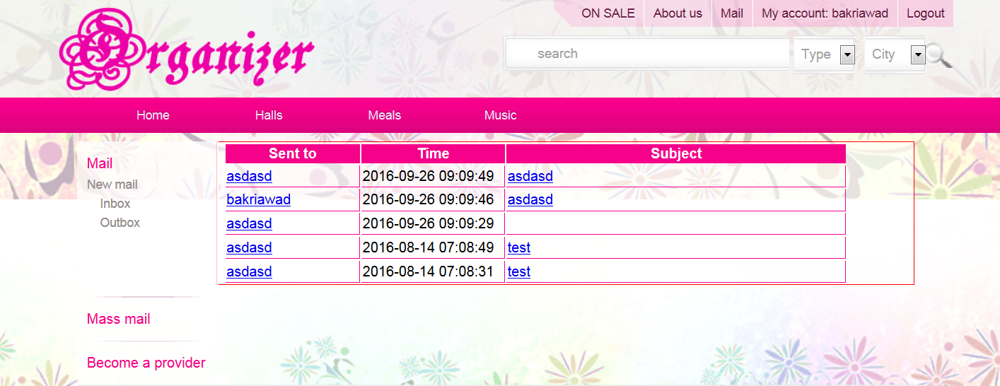 Organizer
ON SALE About us Mail My account: bakriawad Logout
search Type City
Home Halls Meals Music
Mail
New mail
Inbox
Outbox
Mass mail
Become a provider
Sent to Time Subject
asdasd 2016-09-26 09:09:49 asdasd
bakriawad 2016-09-26 09:09:46 asdasd
asdasd 2016-09-26 09:09:29
asdasd 2016-08-14 07:08:49 test
asdasd 2016-08-14 07:08:31 test